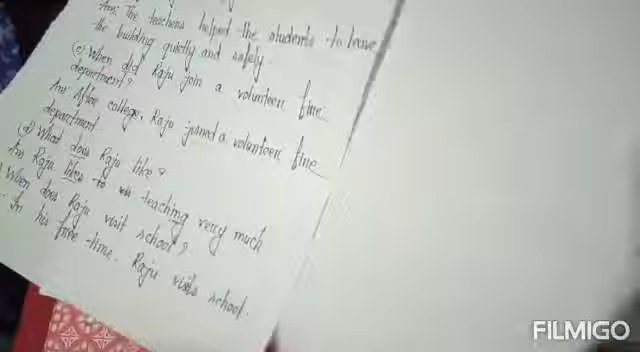 Ans: The teachers helped the students to leave
the building quietly and safely.
(c) When did Raju join a volunteer fire
department?
Ans After college, Raju joined a volunteer fire
department
(d) What does Raju like?
Ans Raju likes to teaching very much
When does Raju visit school?
In his free time. Raju visits school.
FILMIGO